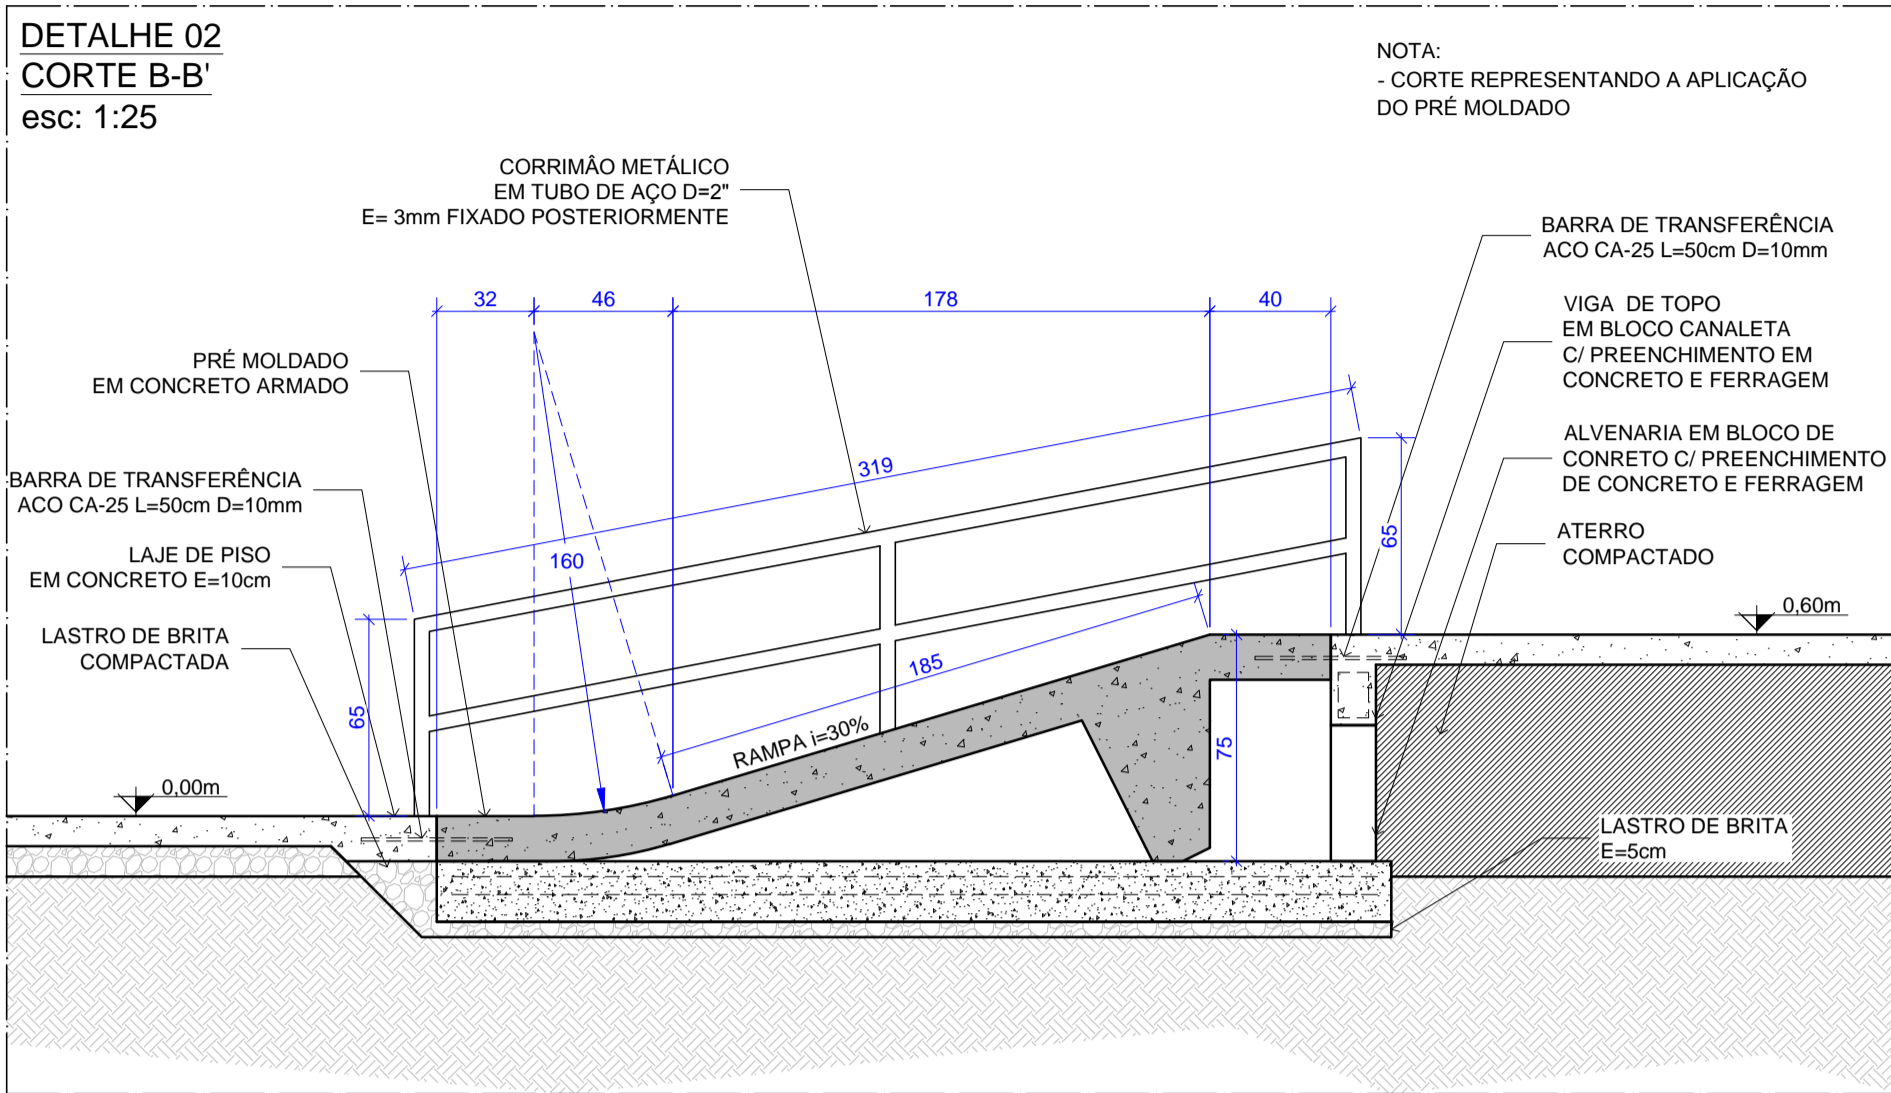 DETALHE 02
CORTE B-B'
esc: 1:25
NOTA:
- CORTE REPRESENTANDO A APLICAÇÃO
DO PRÉ MOLDADO
CORRIMÂO METÁLICO
EM TUBO DE AÇO D=2"
E= 3mm FIXADO POSTERIORMENTE
BARRA DE TRANSFERÊNCIA
ACO CA-25 L=50cm D=10mm
VIGA DE TOPO
EM BLOCO CANALETA
C/ PREENCHIMENTO EM
CONCRETO E FERRAGEM
32
46
178
40
PRÉ MOLDADO
EM CONCRETO ARMADO
ALVENARIA EM BLOCO DE
CONRETO C/ PREENCHIMENTO
DE CONCRETO E FERRAGEM
319
BARRA DE TRANSFERÊNCIA
ACO CA-25 L=50cm D=10mm
65
ATERRO
COMPACTADO
LAJE DE PISO
EM CONCRETO E=10cm
160
0,60m
LASTRO DE BRITA
COMPACTADA
185
65
RAMPA i=30%
75
0,00m
LASTRO DE BRITA
E=5cm